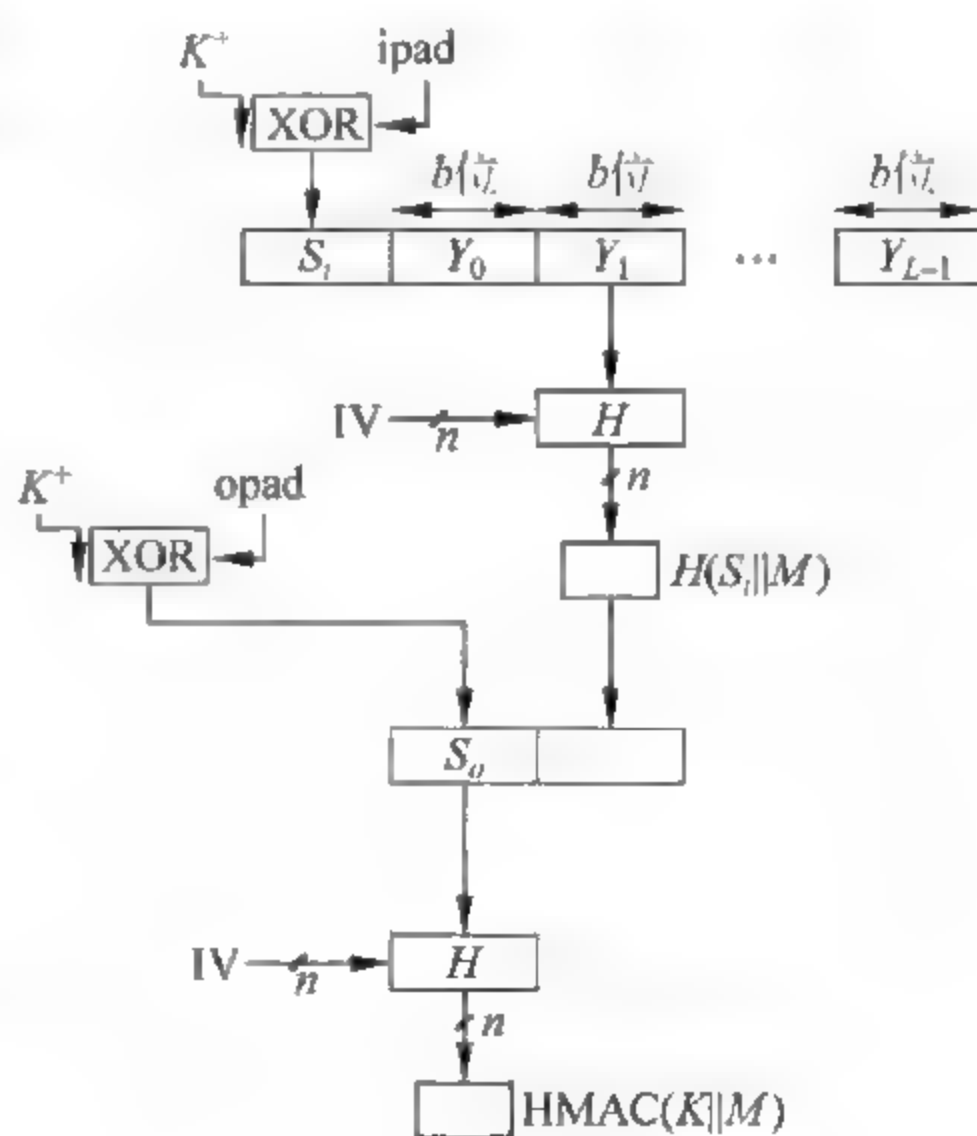 K⁺ ipad
XOR
b位 b位 b位
Sᵢ Y₀ Y₁ ... Y_{L-1}
IV n H
n
K⁺ opad
XOR
H(Sᵢ||M)
Sₒ
IV n H
n
HMAC(K||M)